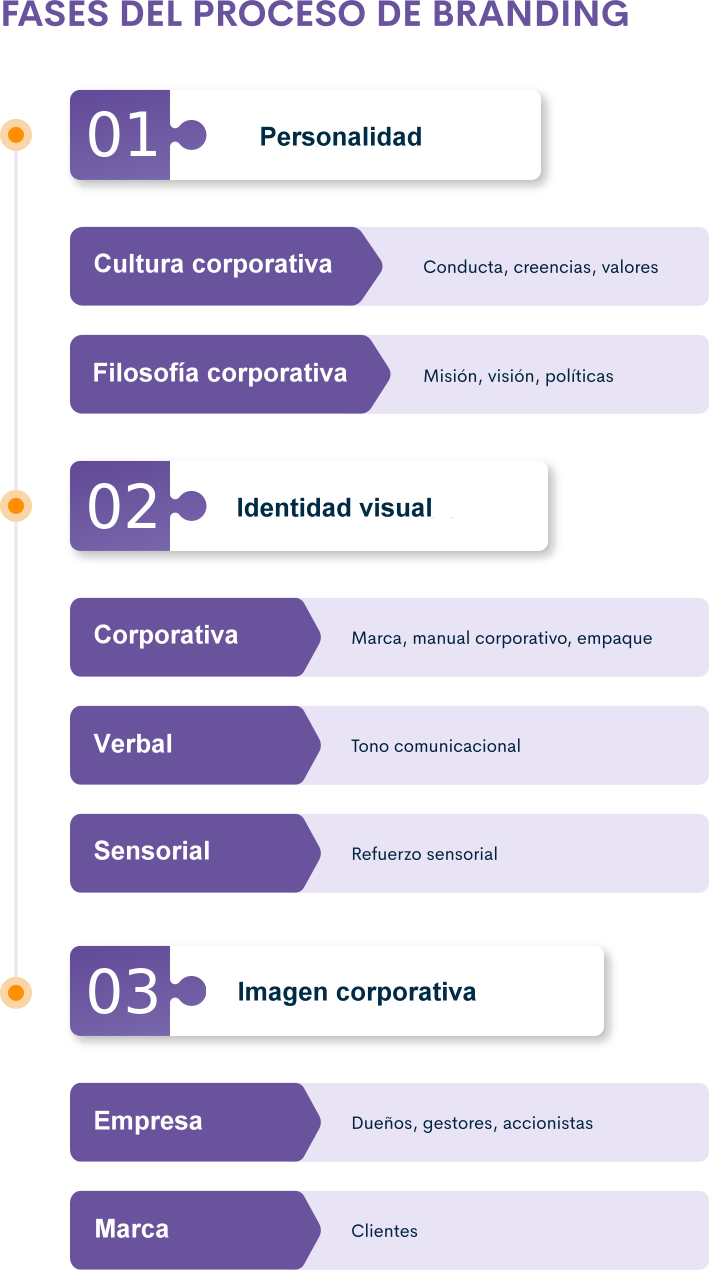 FASES DEL PROCESO DE BRANDING
01 Personalidad
Cultura corporativa Conducta, creencias, valores
Filosofía corporativa Misión, visión, políticas
02 Identidad visual
Corporativa Marca, manual corporativo, empaque
Verbal Tono comunicacional
Sensorial Refuerzo sensorial
03 Imagen corporativa
Empresa Dueños, gestores, accionistas
Marca Clientes